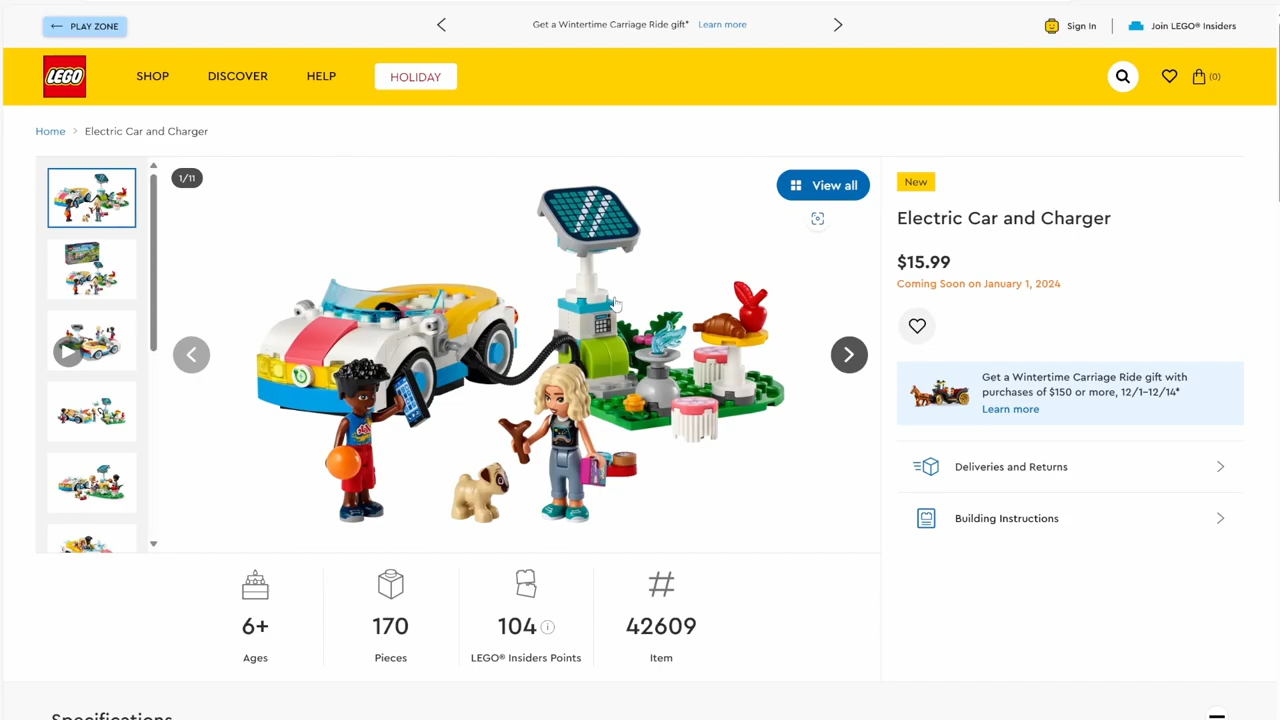 PLAY ZONE
Get a Wintertime Carriage Ride gift* Learn more
Sign In
Join LEGO® Insiders
LEGO
SHOP
DISCOVER
HELP
HOLIDAY
(0)
Home > Electric Car and Charger
1/11
View all
New
Electric Car and Charger
$15.99
Coming Soon on January 1, 2024
Get a Wintertime Carriage Ride gift with
purchases of $150 or more, 12/1–12/14*
Learn more
Deliveries and Returns
Building Instructions
6+
Ages
170
Pieces
104
LEGO® Insiders Points
#
42609
Item
Specifications